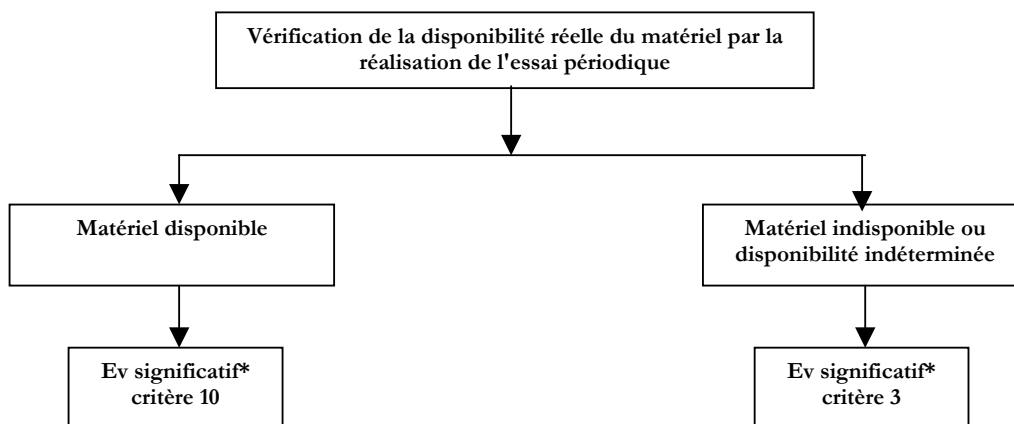 Vérification de la disponibilité réelle du matériel par la
réalisation de l'essai périodique
Matériel disponible
Matériel indisponible ou
disponibilité indéterminée
Ev significatif*
critère 10
Ev significatif*
critère 3